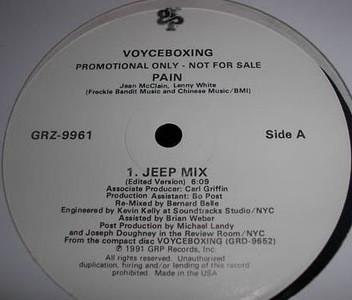 GRP
VOYCEBOXING
PROMOTIONAL ONLY - NOT FOR SALE
PAIN
Jean McClain, Lenny White
(Freckle Bandit Music and Chinese Music/BMI)
GRZ-9961
Side A
1. JEEP MIX
(Edited Version) 6:09
Associate Producer: Carl Griffin
Production Assistant: Bo Post
Re-Mixed by Bernard Belle
Engineered by Kevin Kelly at Soundtracks Studio/NYC
Assisted by Brian Weber
Post Production by Michael Landy
and Joseph Doughney in the Review Room/NYC
From the compact disc VOYCEBOXING (GRD-9652)
℗ 1991 GRP Records, Inc.
All rights reserved. Unauthorized
duplication, hiring and/or lending of this record
prohibited. Made in the USA